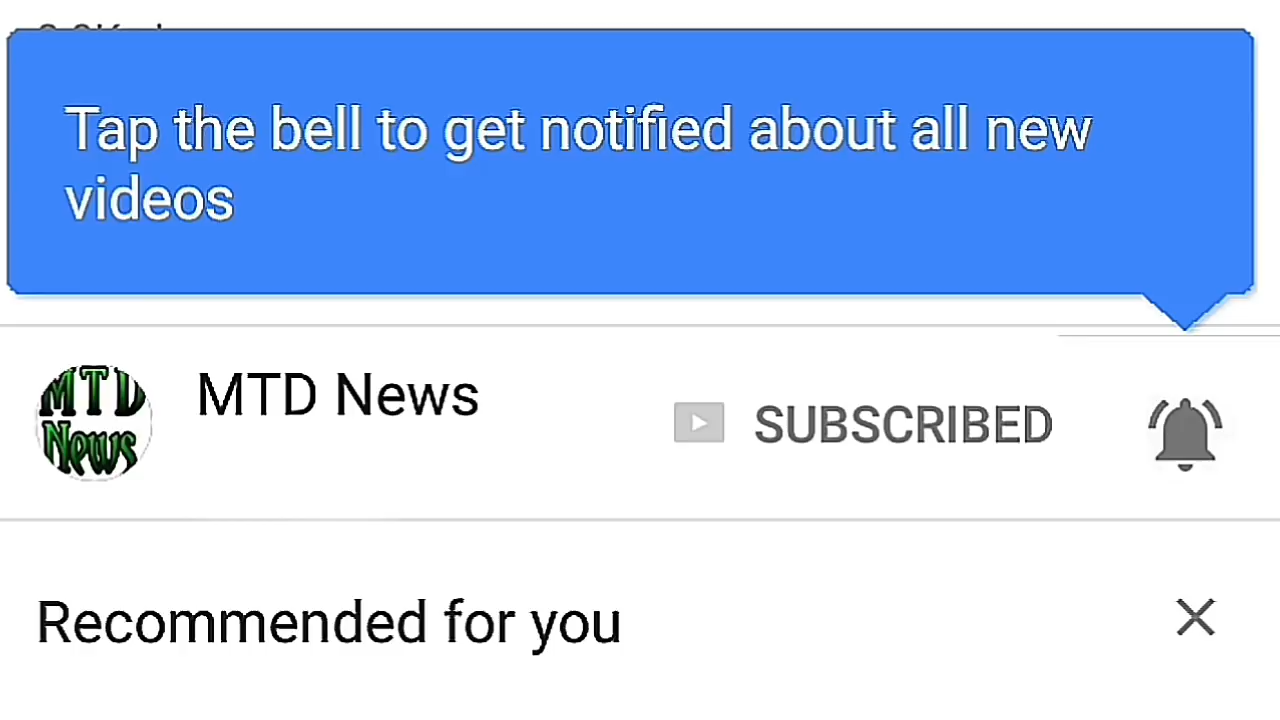 Tap the bell to get notified about all new
videos
MTD
News
MTD News
SUBSCRIBED
Recommended for you